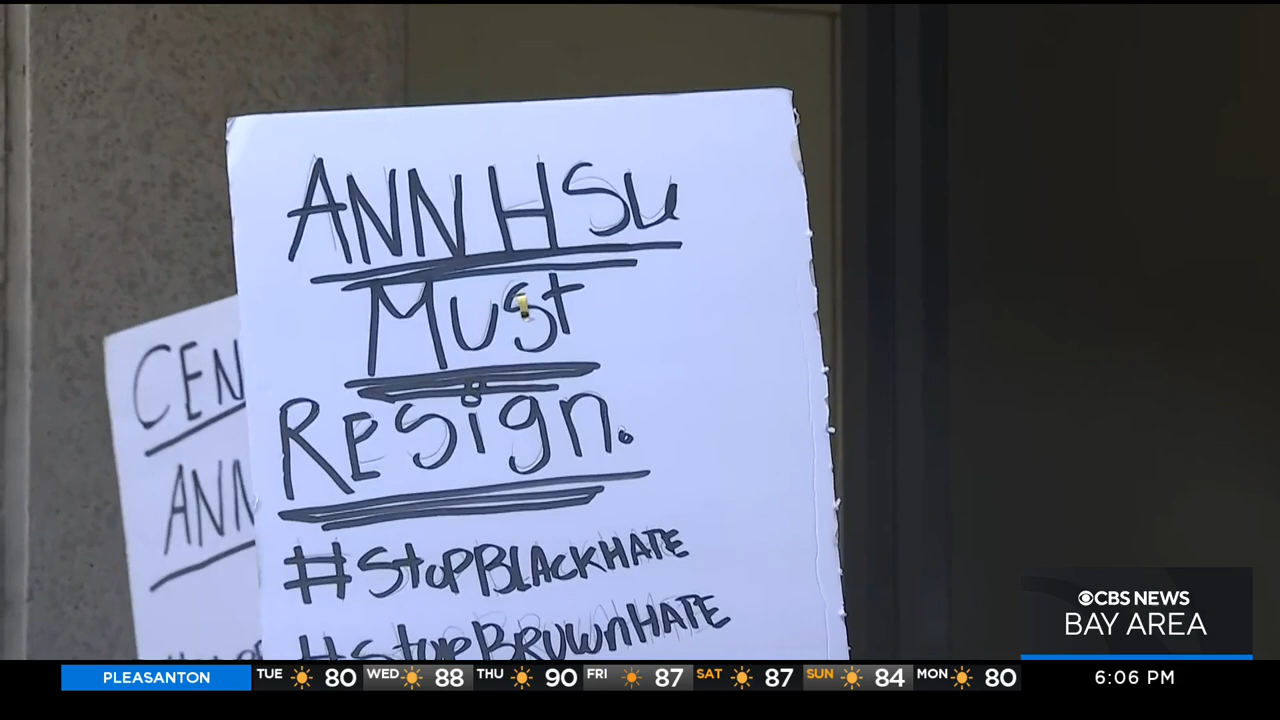 ANN HSu
Must
Resign.
#StopBLACKHATE
#StopBRownHATE
CEN
ANN
CBS NEWS
BAY AREA
PLEASANTON TUE 80 WED 88 THU 90 FRI 87 SAT 87 SUN 84 MON 80 6:06 PM